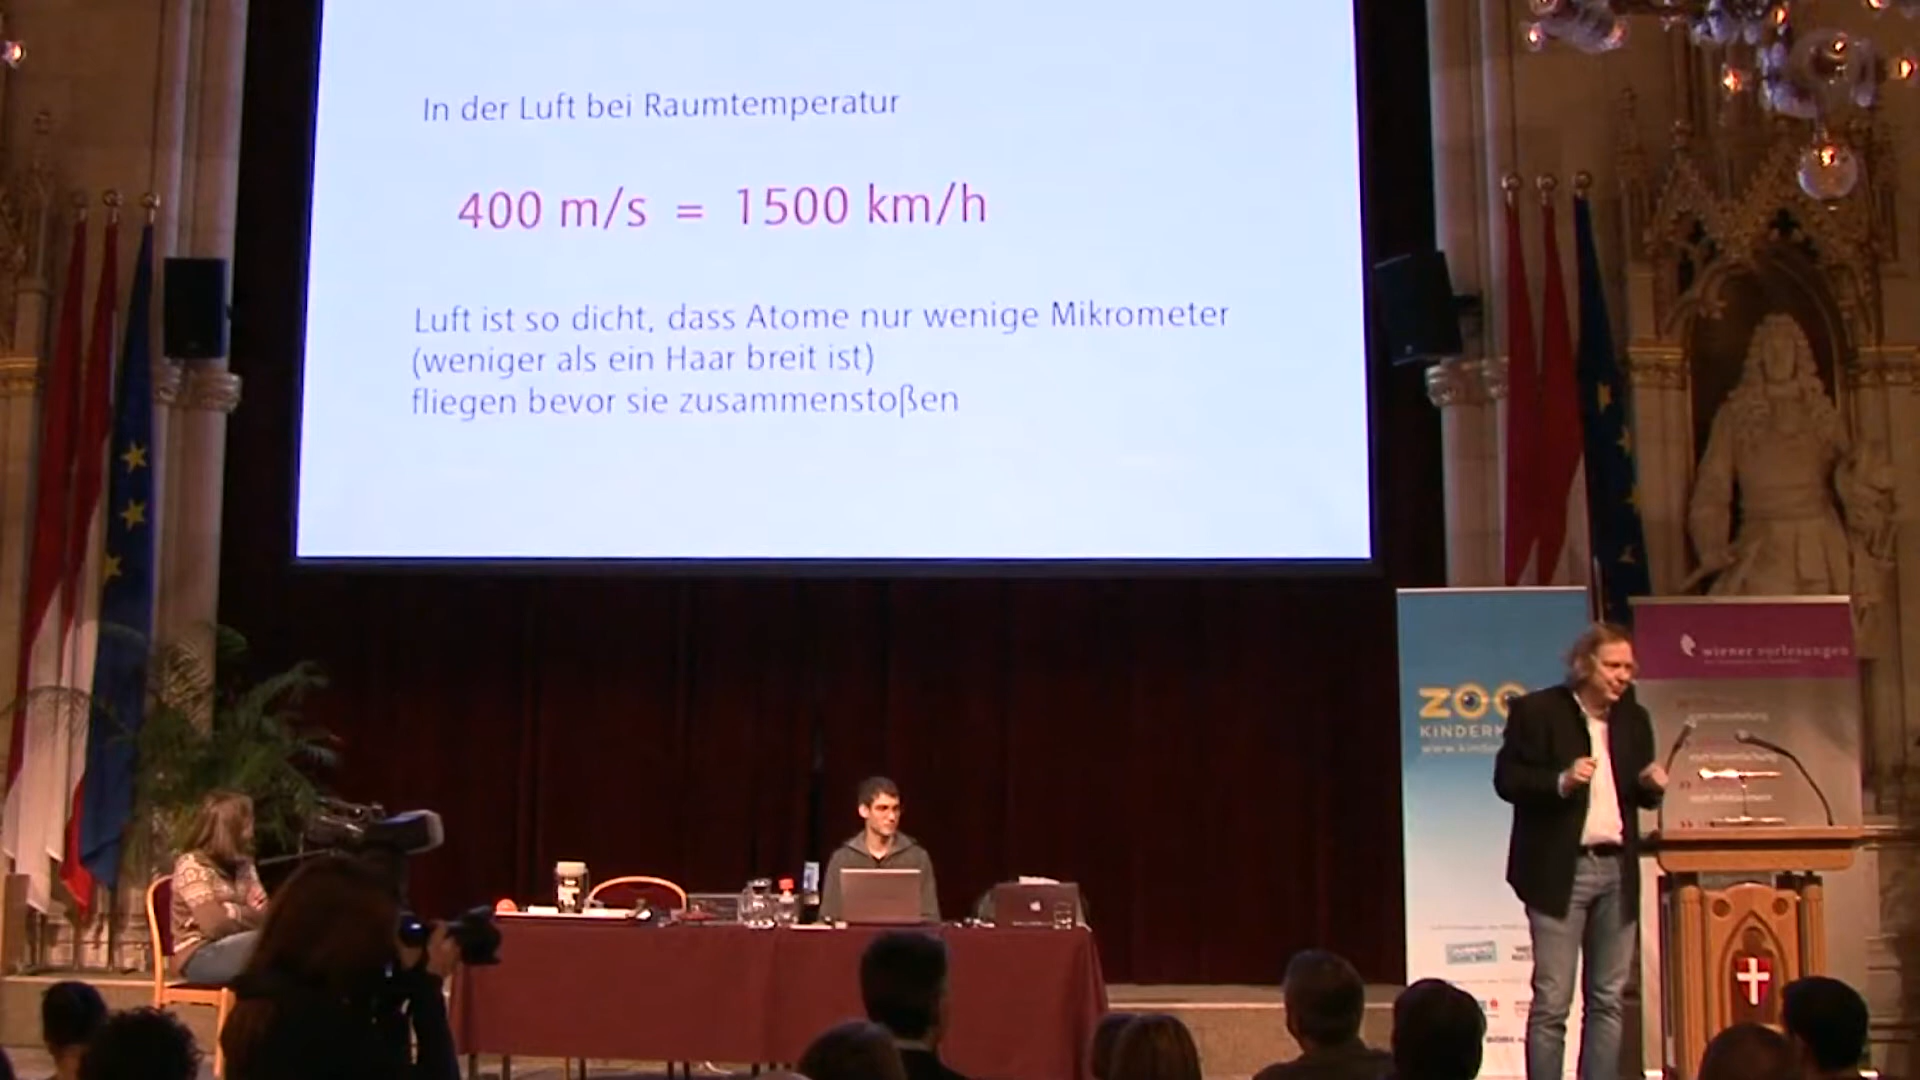 In der Luft bei Raumtemperatur
400 m/s = 1500 km/h
Luft ist so dicht, dass Atome nur wenige Mikrometer
(weniger als ein Haar breit ist)
fliegen bevor sie zusammenstoßen
wiener vorlesungen
ZOO